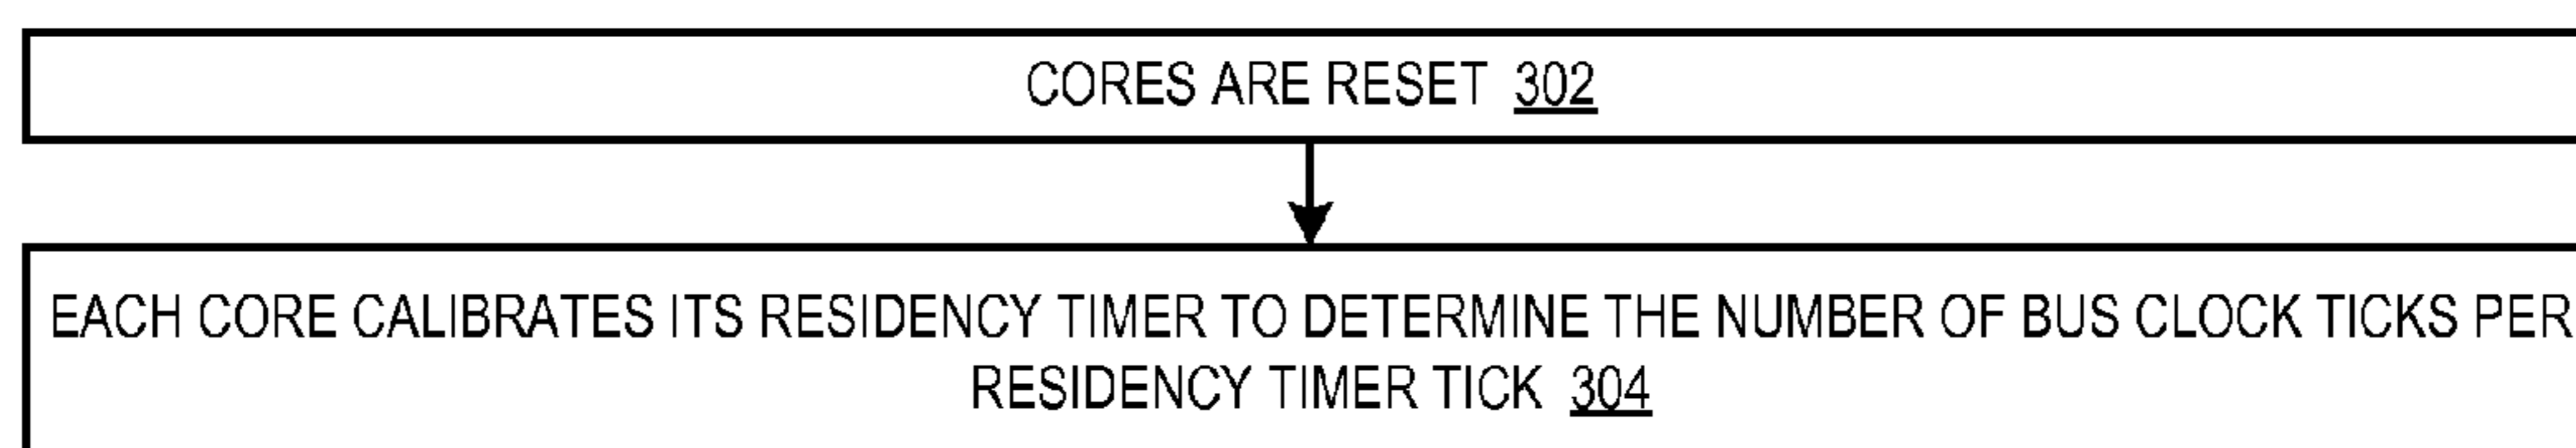 CORES ARE RESET 302
EACH CORE CALIBRATES ITS RESIDENCY TIMER TO DETERMINE THE NUMBER OF BUS CLOCK TICKS PER
RESIDENCY TIMER TICK 304